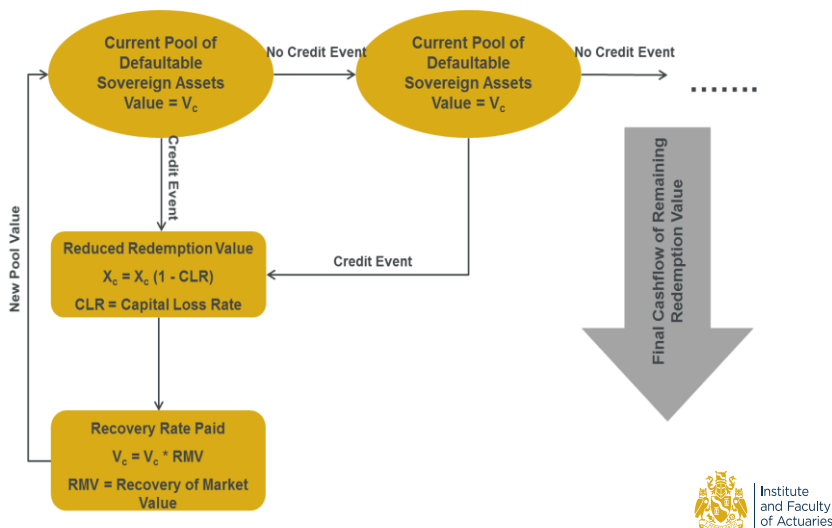 Current Pool of
Defaultable
Sovereign Assets
Value = Vc
No Credit Event
Current Pool of
Defaultable
Sovereign Assets
Value = Vc
No Credit Event
.......
Credit Event
New Pool Value
Reduced Redemption Value
Xc = Xc (1 - CLR)
CLR = Capital Loss Rate
Credit Event
Final Cashflow of Remaining
Redemption Value
Recovery Rate Paid
Vc = Vc * RMV
RMV = Recovery of Market
Value
Institute
and Faculty
of Actuaries